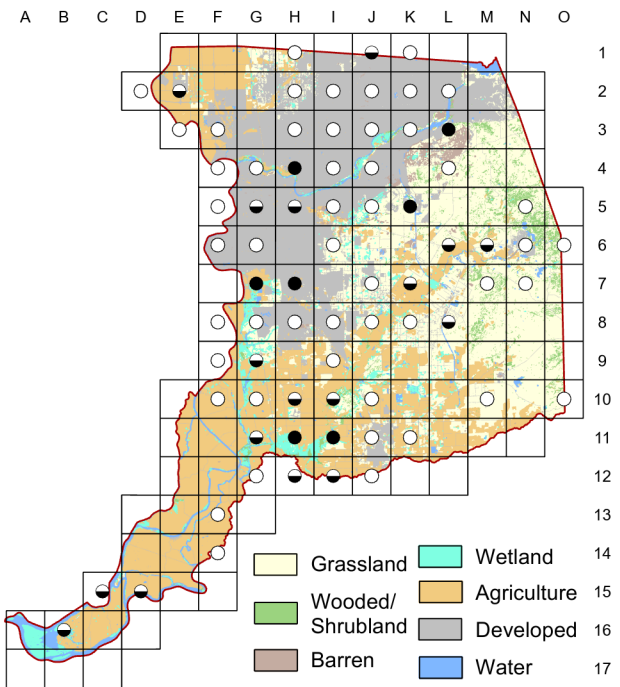 A B C D E F G H I J K L M N O
1
2
3
4
5
6
7
8
9
10
11
12
13
Grassland Wetland 14
Wooded/ Agriculture 15
Shrubland Developed 16
Barren Water 17